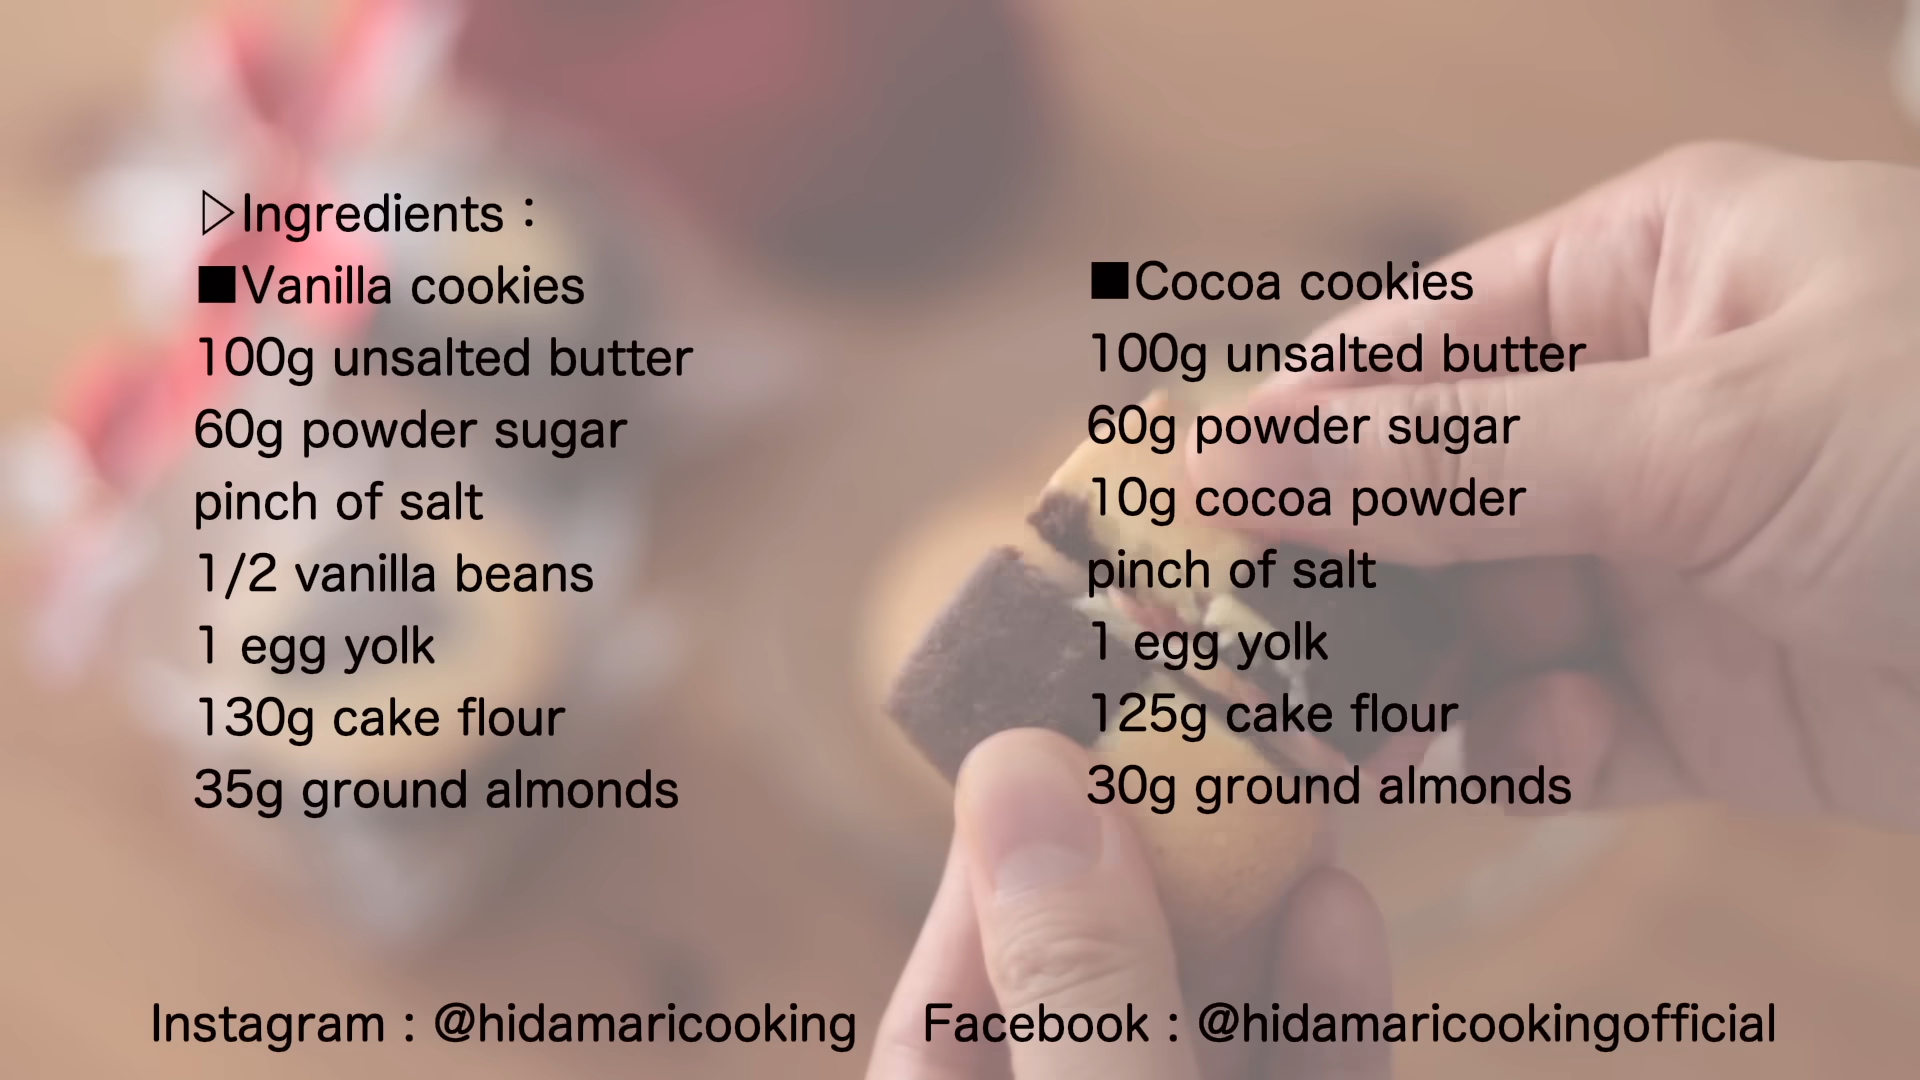 ▷Ingredients :
■Vanilla cookies
100g unsalted butter
60g powder sugar
pinch of salt
1/2 vanilla beans
1 egg yolk
130g cake flour
35g ground almonds
■Cocoa cookies
100g unsalted butter
60g powder sugar
10g cocoa powder
pinch of salt
1 egg yolk
125g cake flour
30g ground almonds
Instagram : @hidamaricooking
Facebook : @hidamaricookingofficial